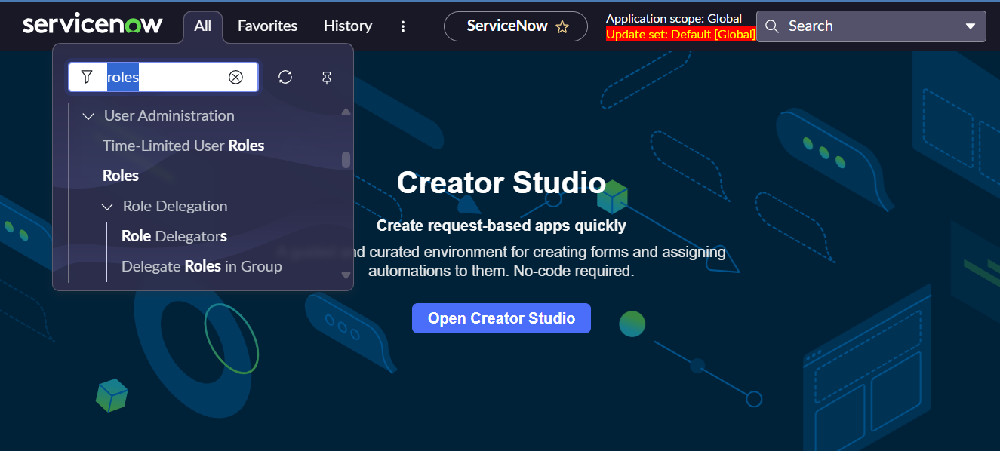 servicenow
All
Favorites
History
ServiceNow
Application scope: Global
Update set: Default [Global]
Search
roles
User Administration
Time-Limited User Roles
Roles
Role Delegation
Role Delegators
Delegate Roles in Group
Creator Studio
Create request-based apps quickly
and curated environment for creating forms and assigning
automations to them. No-code required.
Open Creator Studio